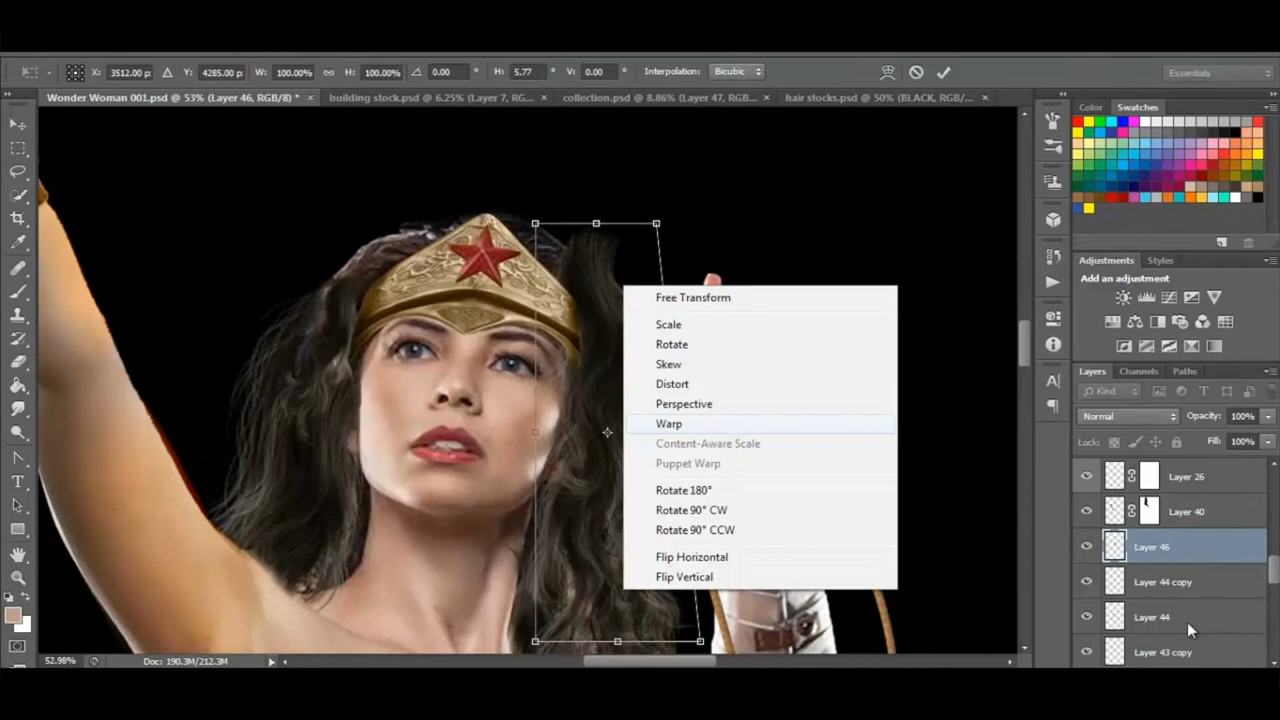 X: 3512.00 p: Y: 4285.00 p: W: 100.00% H: 100.00% 0.00 ° H: 5.77 ° V: 0.00 ° Interpolation: Bicubic Essentials
Wonder Woman 001.psd @ 53% (Layer 46, RGB/8) * × building stock.psd @ 6.25% (Layer 7, RG... × collection.psd @ 8.86% (Layer 47, RGB... × hair stocks.psd @ 50% (BLACK, RGB/... ×
Color Swatches
Adjustments Styles
Add an adjustment
Layers Channels Paths
Kind
Normal Opacity: 100%
Lock: Fill: 100%
Layer 26
Layer 40
Layer 46
Layer 44 copy
Layer 44
Layer 43 copy
Free Transform
Scale
Rotate
Skew
Distort
Perspective
Warp
Content-Aware Scale
Puppet Warp
Rotate 180°
Rotate 90° CW
Rotate 90° CCW
Flip Horizontal
Flip Vertical
52.98% Doc: 190.3M/212.3M